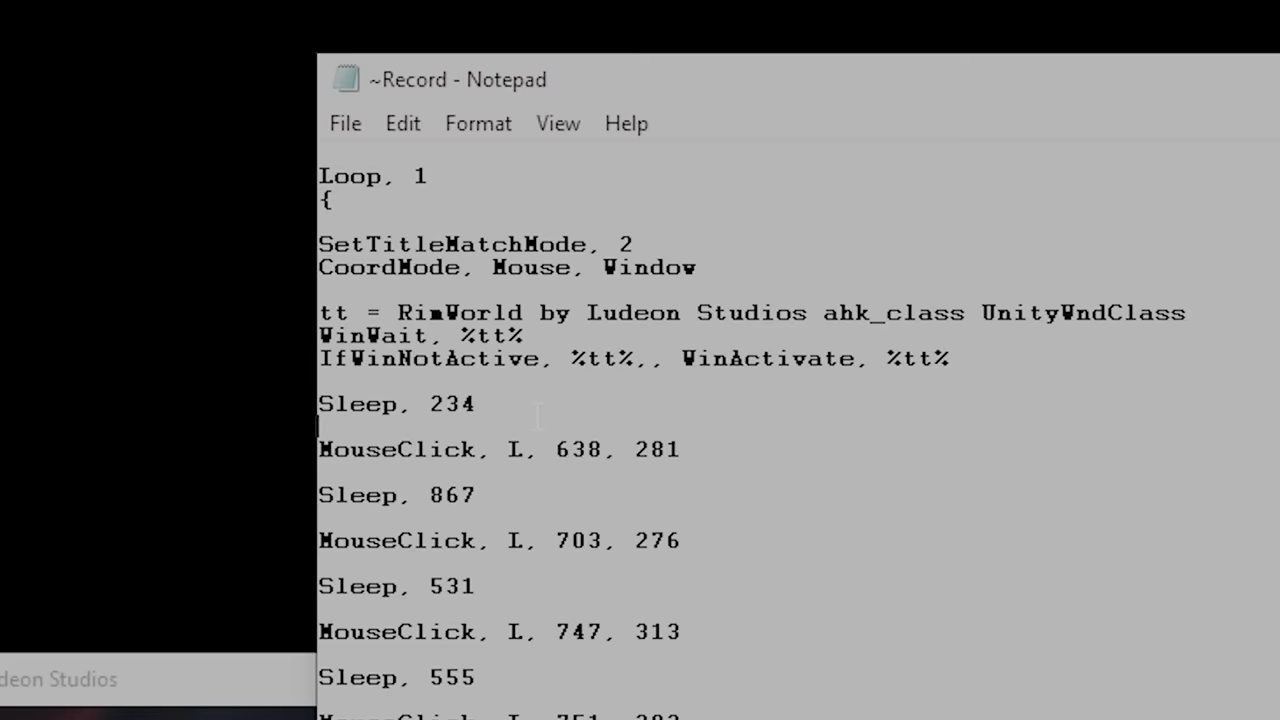 ~Record - Notepad
File Edit Format View Help
Loop, 1
{
SetTitleMatchMode, 2
CoordMode, Mouse, Window
tt = RimWorld by Ludeon Studios ahk_class UnityWndClass
WinWait, %tt%
IfWinNotActive, %tt%,, WinActivate, %tt%
Sleep, 234
MouseClick, L, 638, 281
Sleep, 867
MouseClick, L, 703, 276
Sleep, 531
MouseClick, L, 747, 313
Sleep, 555
deon Studios
MouseClick, L, 751,